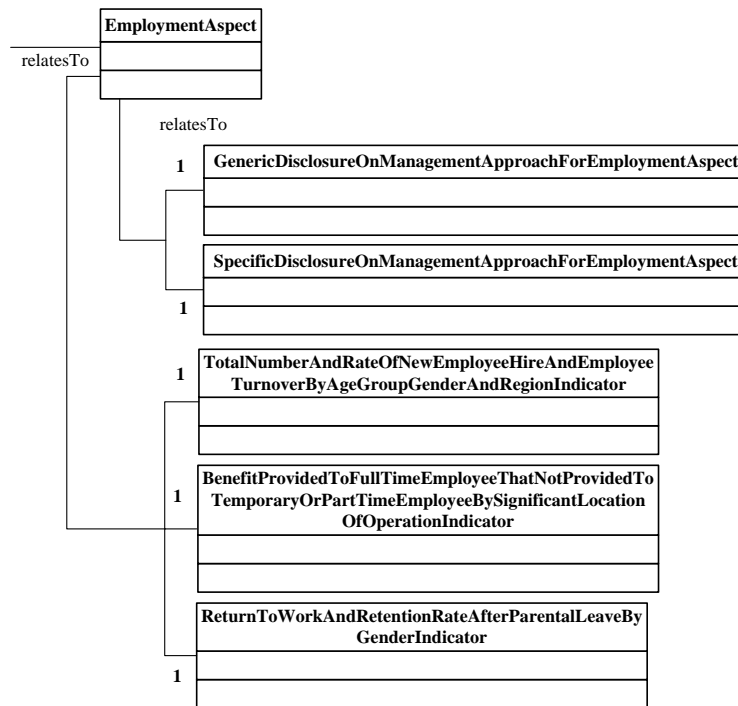 EmploymentAspect
relatesTo
relatesTo
1
GenericDisclosureOnManagementApproachForEmploymentAspect
SpecificDisclosureOnManagementApproachForEmploymentAspect
1
1
TotalNumberAndRateOfNewEmployeeHireAndEmployee
TurnoverByAgeGroupGenderAndRegionIndicator
1
BenefitProvidedToFullTimeEmployeeThatNotProvidedTo
TemporaryOrPartTimeEmployeeBySignificantLocation
OfOperationIndicator
ReturnToWorkAndRetentionRateAfterParentalLeaveBy
GenderIndicator
1